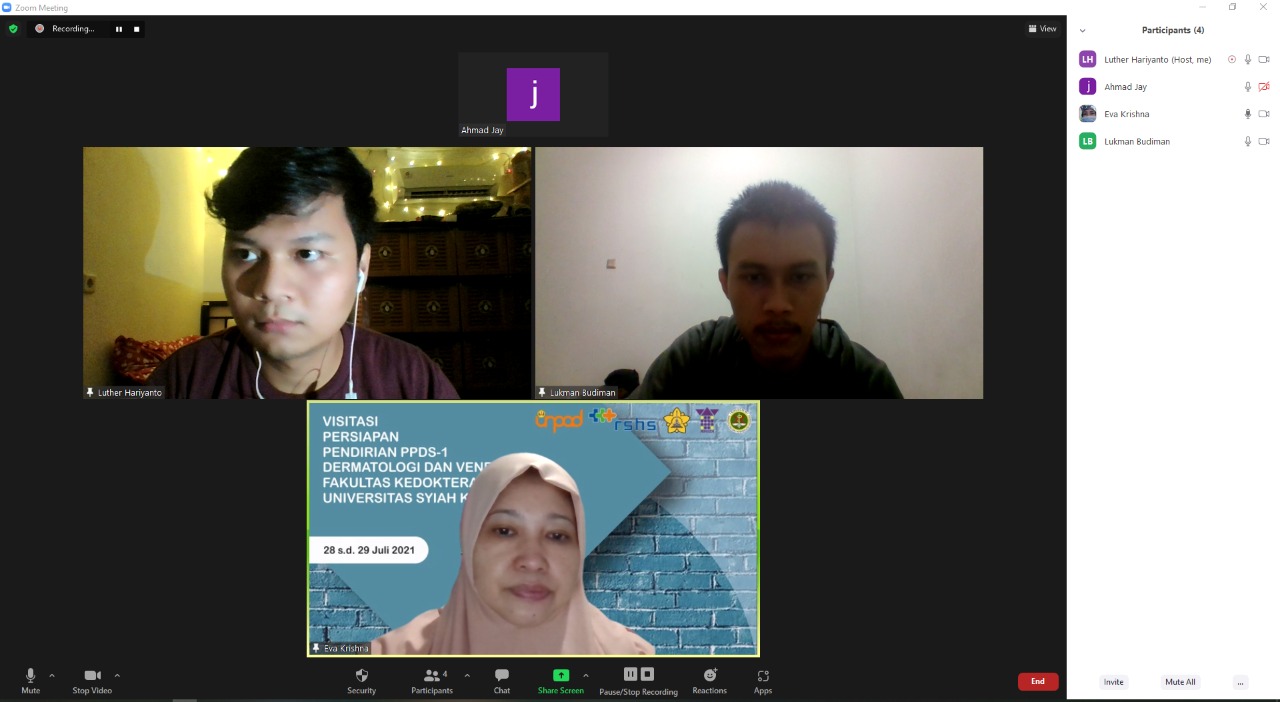 Zoom Meeting
Recording...
View
j
Ahmad Jay
Luther Hariyanto
Lukman Budiman
VISITASI
PERSIAPAN
PENDIRIAN PPDS-1
DERMATOLOGI DAN VENE
FAKULTAS KEDOKTERA
UNIVERSITAS SYIAH K
unpad
rshs
28 s.d. 29 Juli 2021
Eva Krishna
Mute
Stop Video
Security
4
Participants
Chat
Share Screen
Pause/Stop Recording
Reactions
Apps
End
Participants (4)
LH Luther Hariyanto (Host, me)
j Ahmad Jay
Eva Krishna
LB Lukman Budiman
Invite
Mute All
...